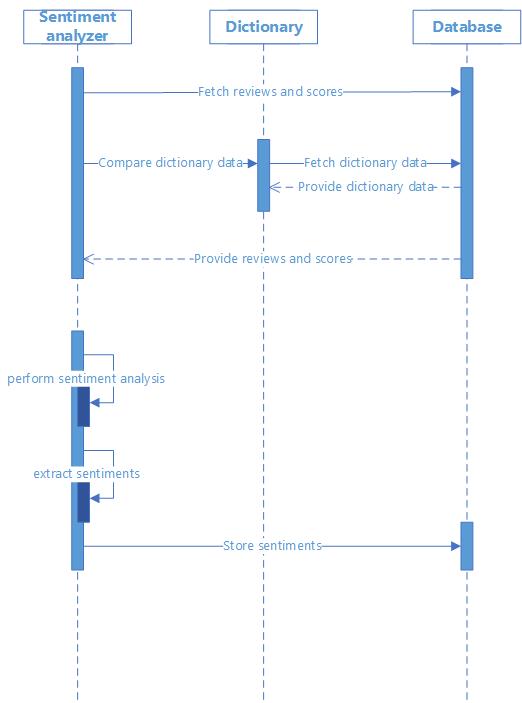 Sentiment
analyzer
Dictionary
Database
Fetch reviews and scores
Compare dictionary data
Fetch dictionary data
Provide dictionary data
Provide reviews and scores
perform sentiment analysis
extract sentiments
Store sentiments